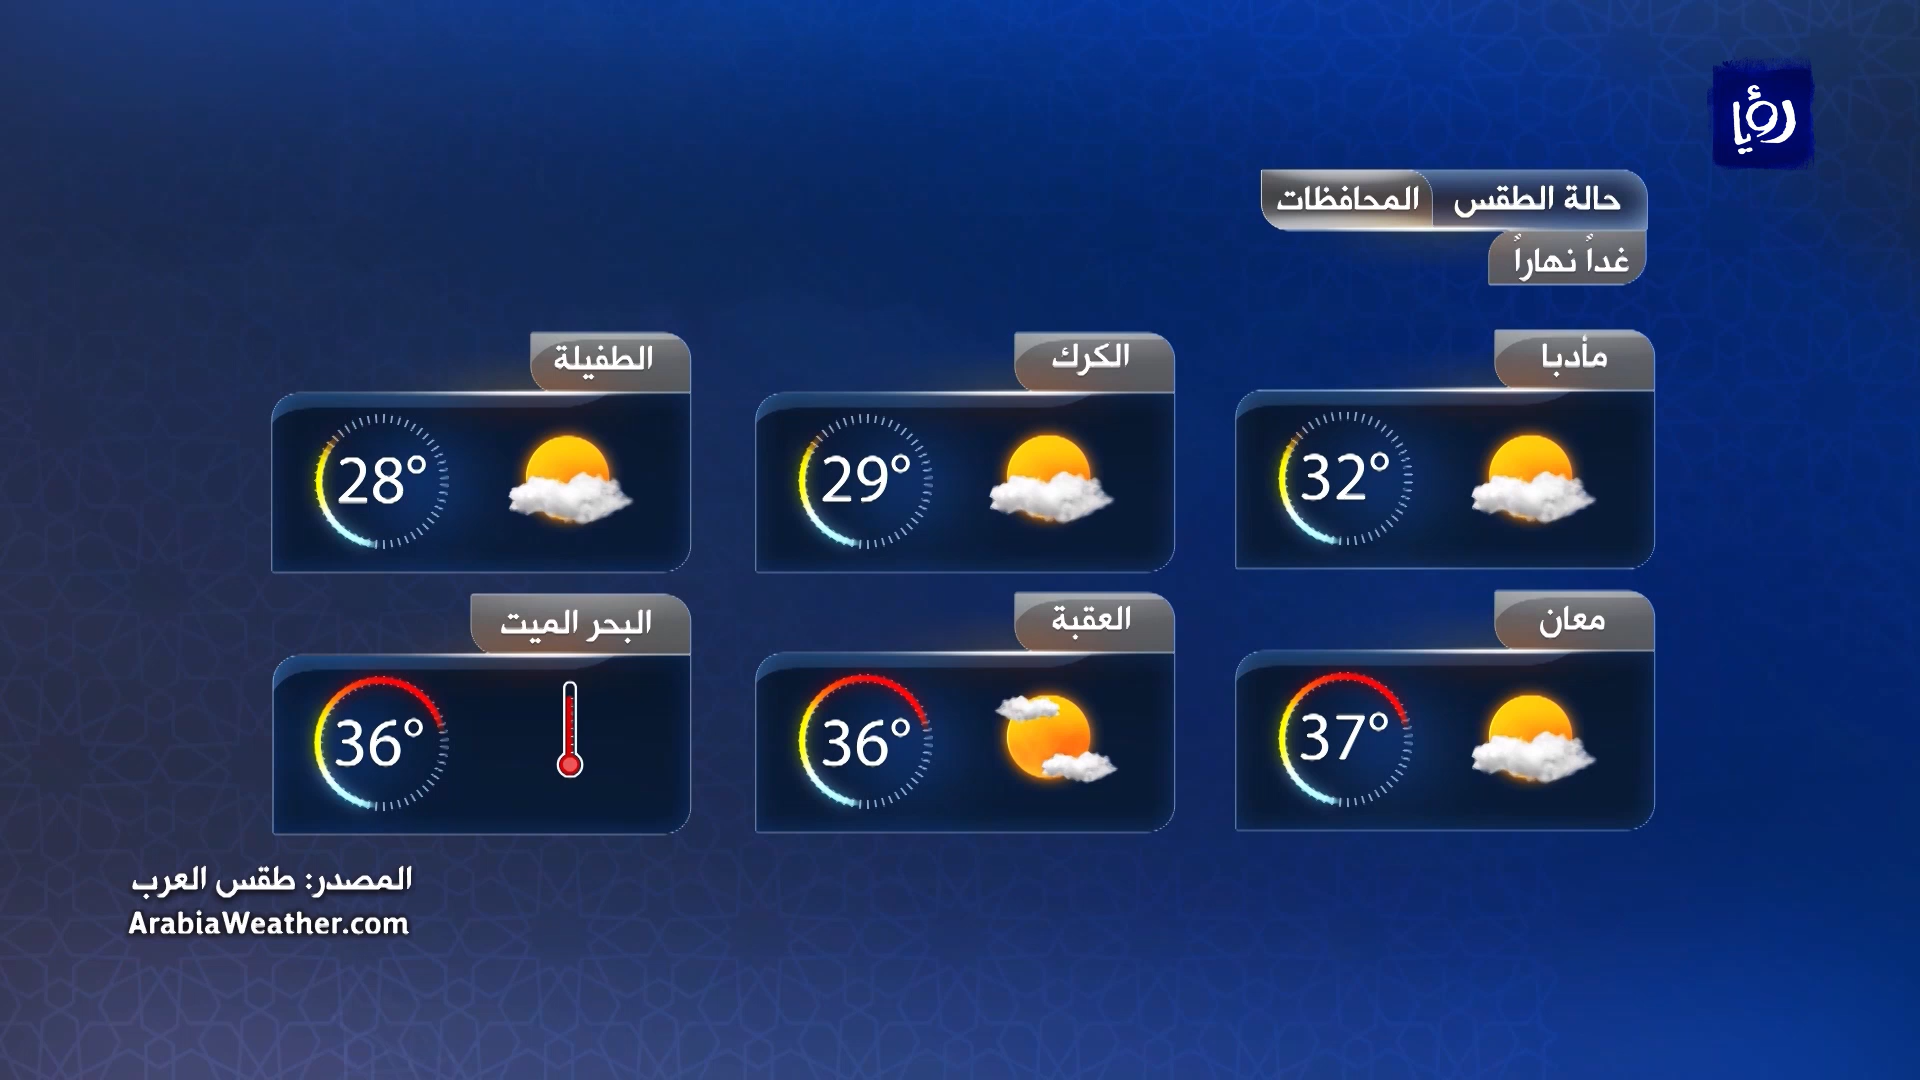 رؤيا
حالة الطقس المحافظات
غداً نهاراً
مأدبا
32°
الكرك
29°
الطفيلة
28°
معان
37°
العقبة
36°
البحر الميت
36°
المصدر: طقس العرب
ArabiaWeather.com